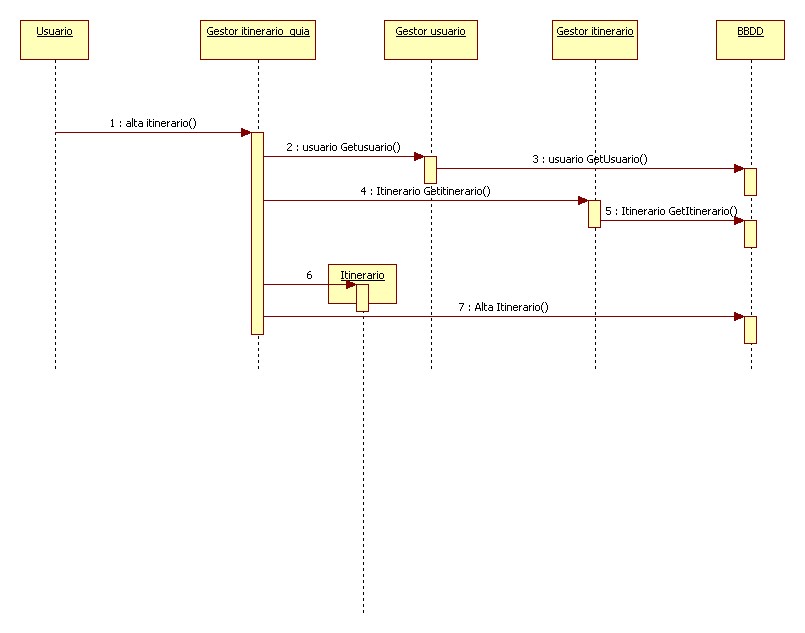 Usuario
Gestor itinerario_guia
Gestor usuario
Gestor itinerario
BBDD
1 : alta itinerario()
2 : usuario Getusuario()
3 : usuario GetUsuario()
4 : Itinerario Getitinerario()
5 : Itinerario GetItinerario()
6
Itinerario
7 : Alta Itinerario()